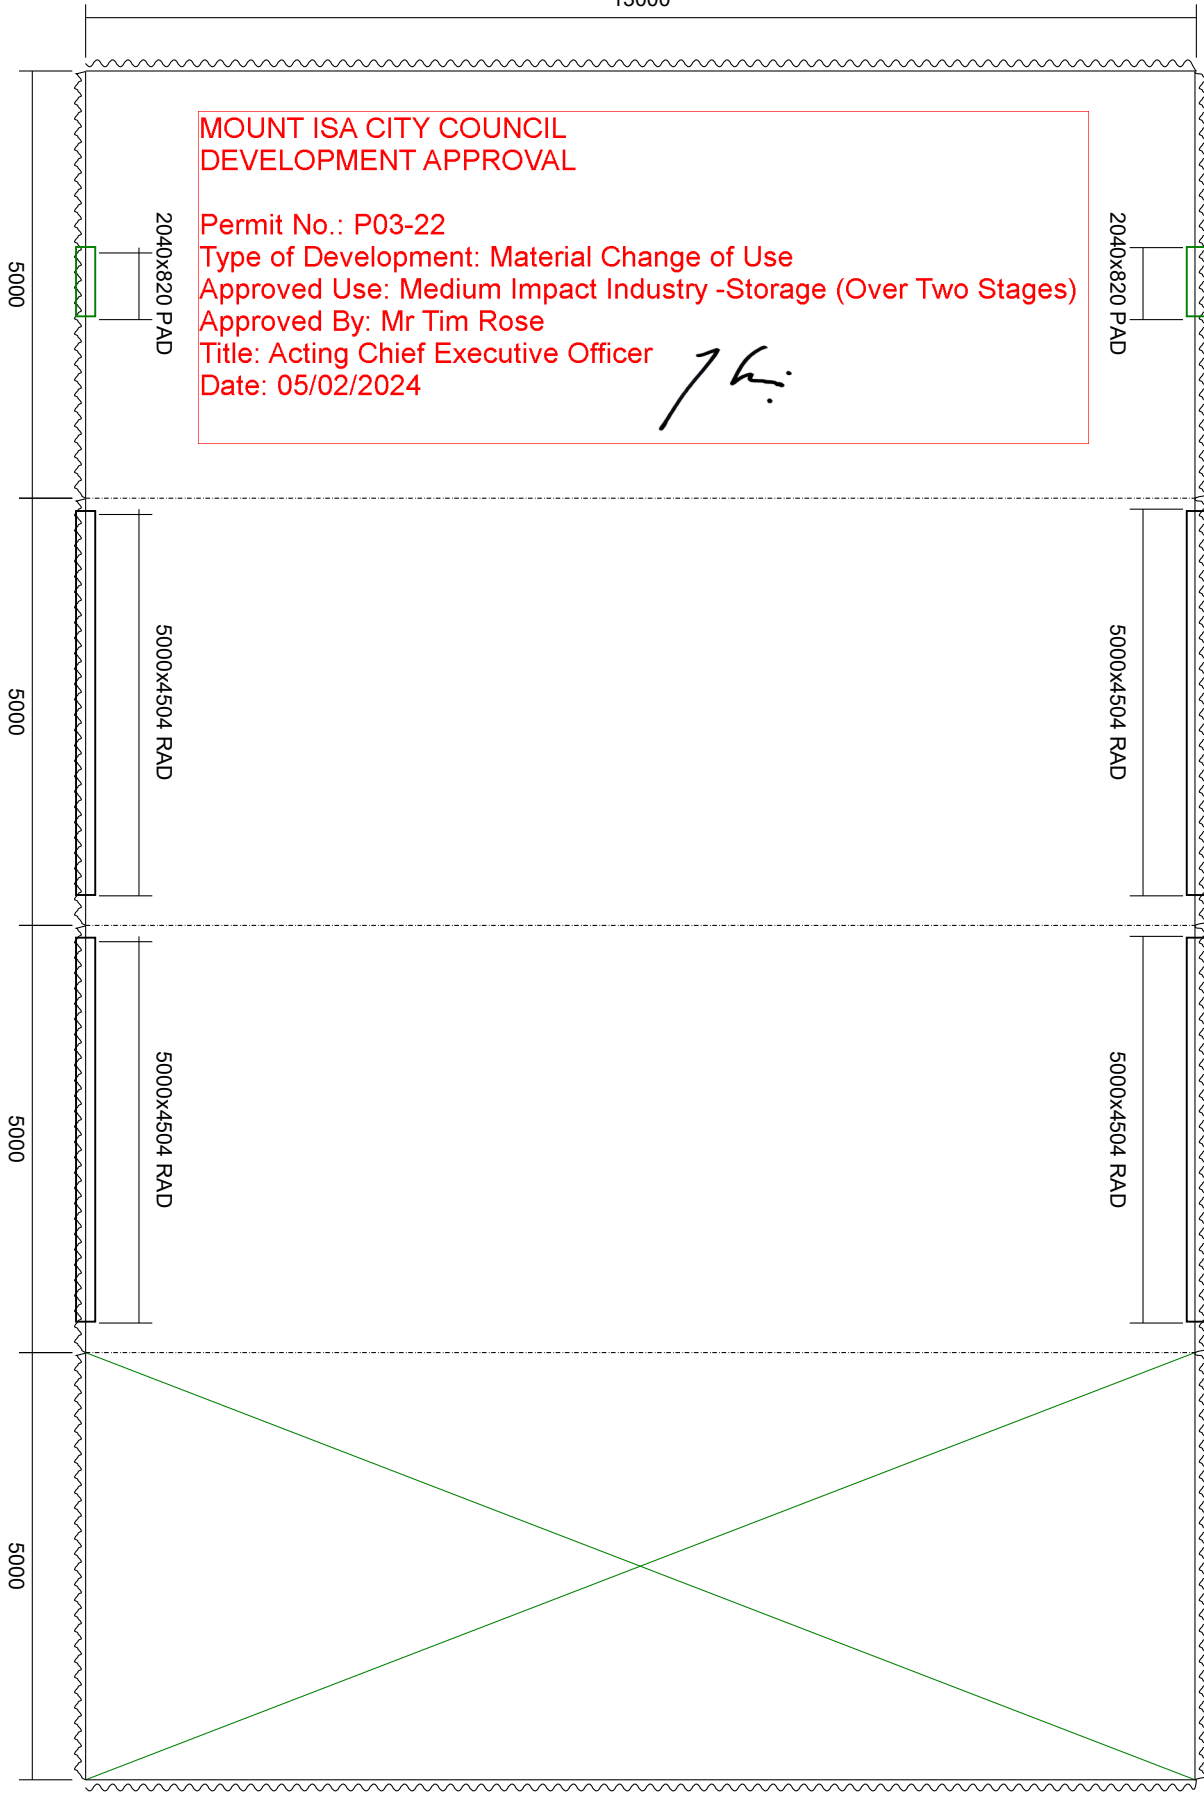 MOUNT ISA CITY COUNCIL
DEVELOPMENT APPROVAL
Permit No.: P03-22
Type of Development: Material Change of Use
Approved Use: Medium Impact Industry -Storage (Over Two Stages)
Approved By: Mr Tim Rose
Title: Acting Chief Executive Officer
Date: 05/02/2024
5000
2040x820 PAD
2040x820 PAD
5000
5000x4504 RAD
5000x4504 RAD
5000
5000x4504 RAD
5000x4504 RAD
5000